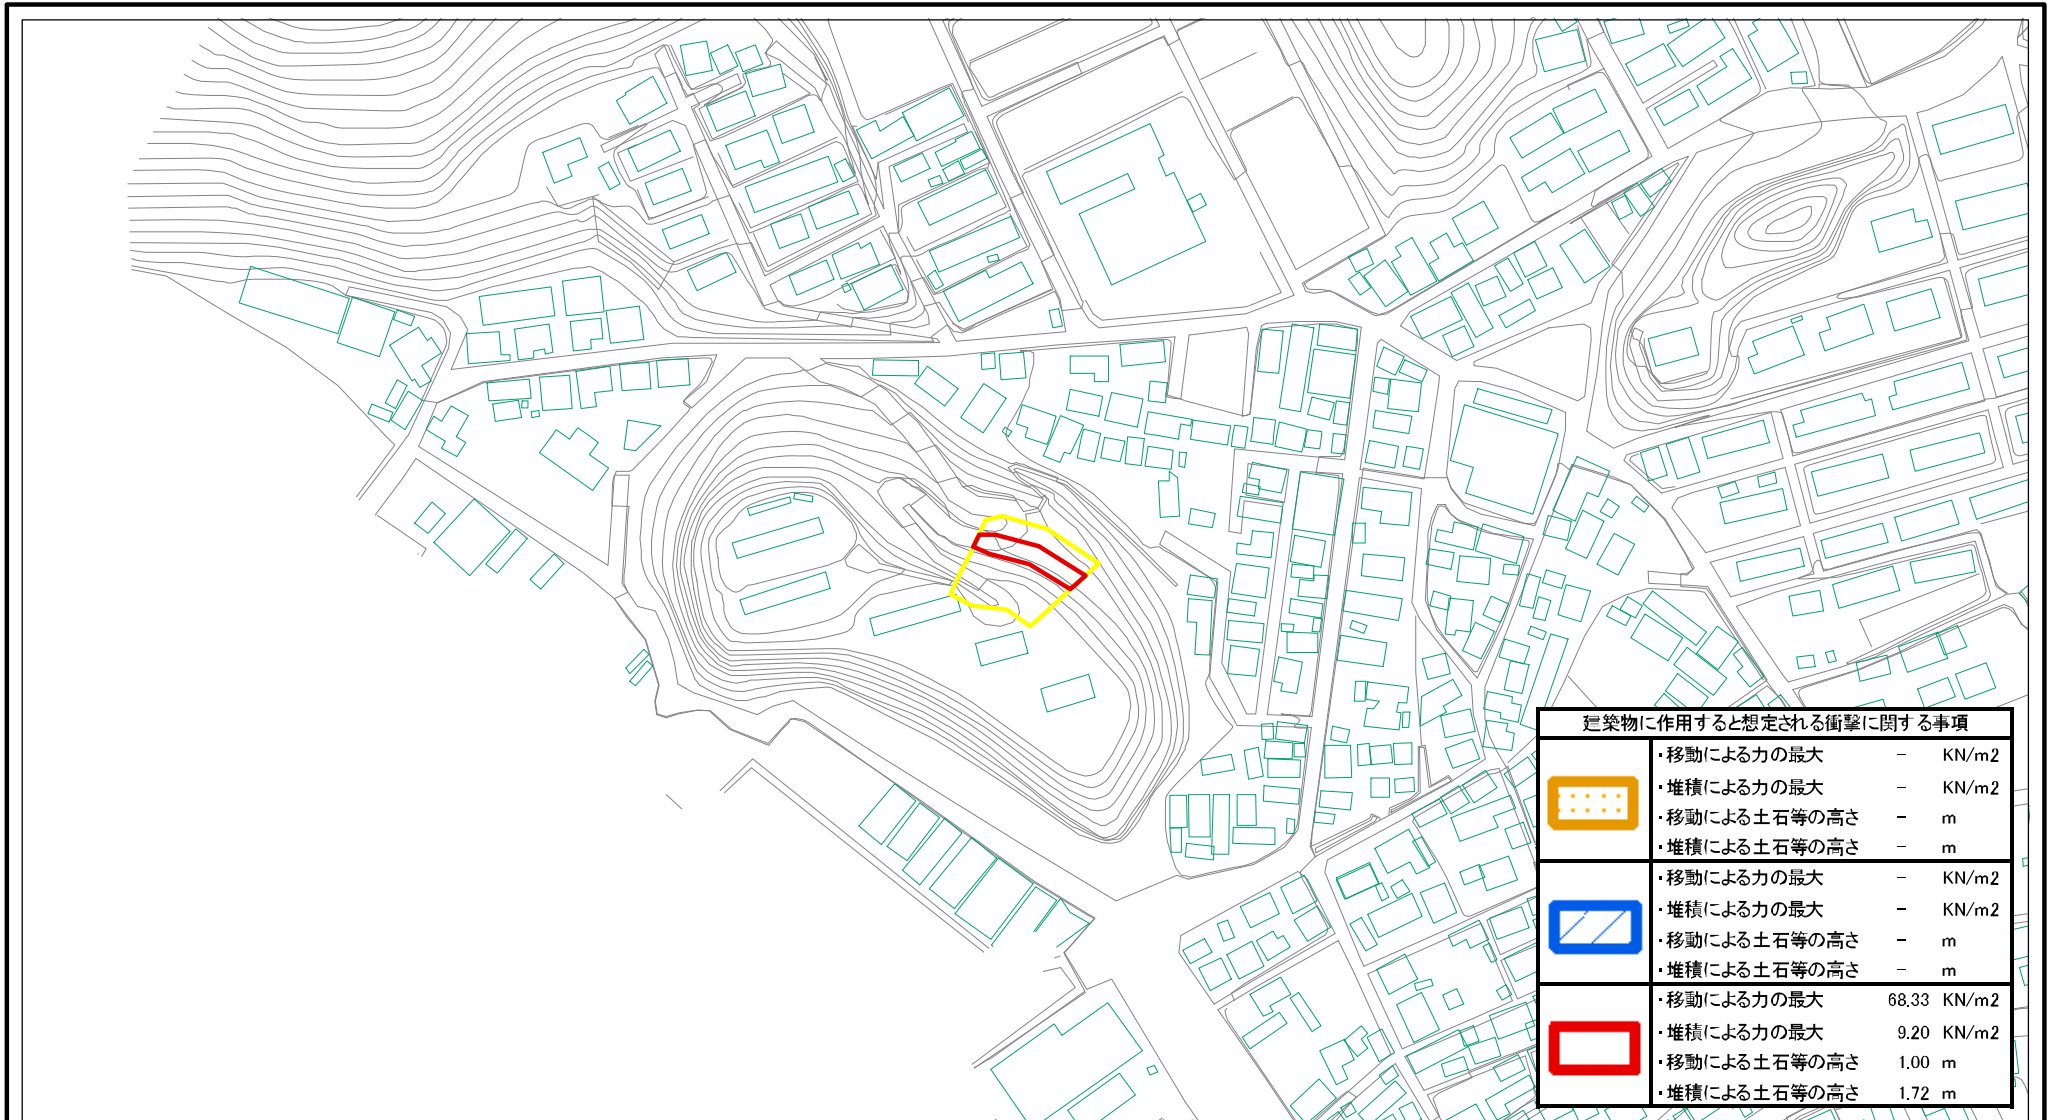 建築物に作用すると想定される衝撃に関する事項
・移動による力の最大 - KN/m2
・堆積による力の最大 - KN/m2
・移動による土石等の高さ - m
・堆積による土石等の高さ - m
・移動による力の最大 - KN/m2
・堆積による力の最大 - KN/m2
・移動による土石等の高さ - m
・堆積による土石等の高さ - m
・移動による力の最大 68.33 KN/m2
・堆積による力の最大 9.20 KN/m2
・移動による土石等の高さ 1.00 m
・堆積による土石等の高さ 1.72 m